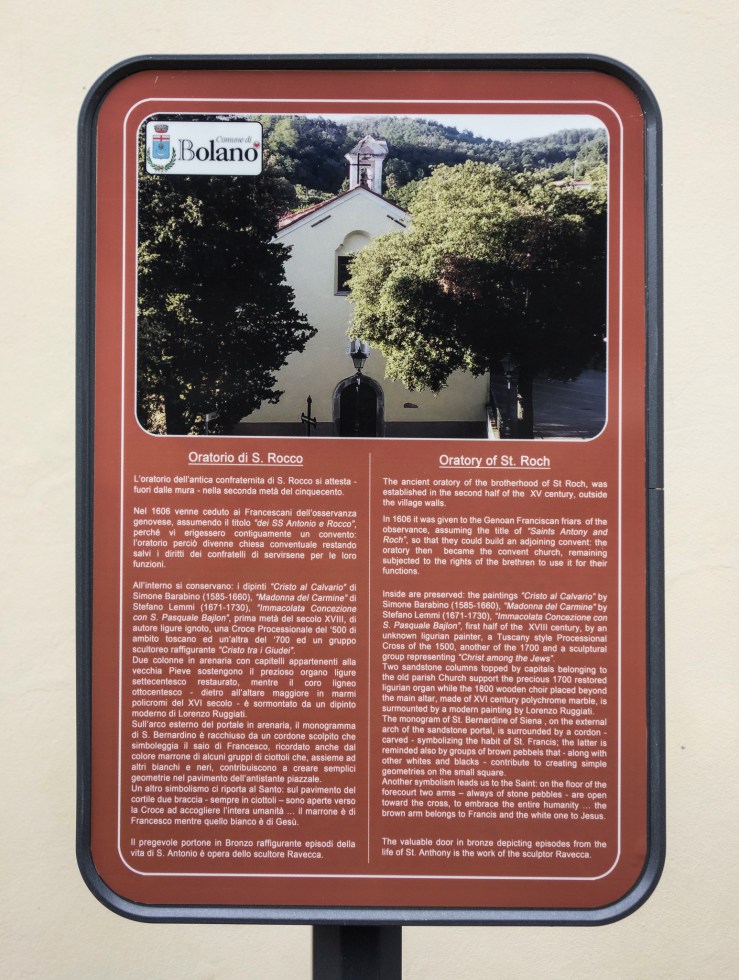 Comune di
Bolano
Oratorio di S. Rocco
L'oratorio dell'antica confraternita di S. Rocco si attesta -
fuori dalle mura - nella seconda metà del cinquecento.
Nel 1606 venne ceduto ai Francescani dell'osservanza
genovese, assumendo il titolo "dei SS Antonio e Rocco",
perché vi erigessero contiguamente un convento:
l'oratorio perciò divenne chiesa conventuale restando
salvi i diritti dei confratelli di servirsene per le loro
funzioni.
All'interno si conservano: i dipinti "Cristo al Calvario" di
Simone Barabino (1585-1660), "Madonna del Carmine" di
Stefano Lemmi (1671-1730), "Immacolata Concezione
con S. Pasquale Bajlon", prima metà del secolo XVIII, di
autore ligure ignoto, una Croce Processionale del '500 di
ambito toscano ed un'altra del '700 ed un gruppo
scultoreo raffigurante "Cristo tra i Giudei".
Due colonne in arenaria con capitelli appartenenti alla
vecchia Pieve sostengono il prezioso organo ligure
settecentesco restaurato, mentre il coro ligneo
ottocentesco - dietro all'altare maggiore in marmi
policromi del XVI secolo - è sormontato da un dipinto
moderno di Lorenzo Ruggiati.
Sull'arco esterno del portale in arenaria, il monogramma
di S. Bernardino è racchiuso da un cordone scolpito che
simboleggia il saio di Francesco, ricordato anche dal
colore marrone di alcuni gruppi di ciottoli che, assieme ad
altri bianchi e neri, contribuiscono a creare semplici
geometrie nel pavimento dell'antistante piazzale.
Un altro simbolismo ci riporta al Santo: sul pavimento del
cortile due braccia - sempre in ciottoli – sono aperte verso
la Croce ad accogliere l'intera umanità ... il marrone è di
Francesco mentre quello bianco è di Gesù.
Il pregevole portone in Bronzo raffigurante episodi della
vita di S. Antonio è opera dello scultore Ravecca.
Oratory of St. Roch
The ancient oratory of the brotherhood of St Roch, was
established in the second half of the XV century, outside
the village walls.
In 1606 it was given to the Genoan Franciscan friars of the
observance, assuming the title of "Saints Antony and
Roch", so that they could build an adjoining convent: the
oratory then became the convent church, remaining
subjected to the rights of the brethren to use it for their
functions.
Inside are preserved: the paintings "Cristo al Calvario" by
Simone Barabino (1585-1660), "Madonna del Carmine" by
Stefano Lemmi (1671-1730), "Immacolata Concezione con
S. Pasquale Bajlon", first half of the XVIII century, by an
unknown ligurian painter, a Tuscany style Processional
Cross of the 1500, another of the 1700 and a sculptural
group representing "Christ among the Jews".
Two sandstone columns topped by capitals belonging to
the old parish Church support the precious 1700 restored
ligurian organ while the 1800 wooden choir placed beyond
the main altar, made of XVI century polychrome marble, is
surmounted by a modern painting by Lorenzo Ruggiati.
The monogram of St. Bernardine of Siena , on the external
arch of the sandstone portal, is surrounded by a cordon -
carved - symbolizing the habit of St. Francis; the latter is
reminded also by groups of brown pebbels that - along with
other whites and blacks - contribute to creating simple
geometries on the small square.
Another symbolism leads us to the Saint: on the floor of the
forecourt two arms – always of stone pebbles - are open
toward the cross, to embrace the entire humanity ... the
brown arm belongs to Francis and the white one to Jesus.
The valuable door in bronze depicting episodes from the
life of St. Anthony is the work of the sculptor Ravecca.